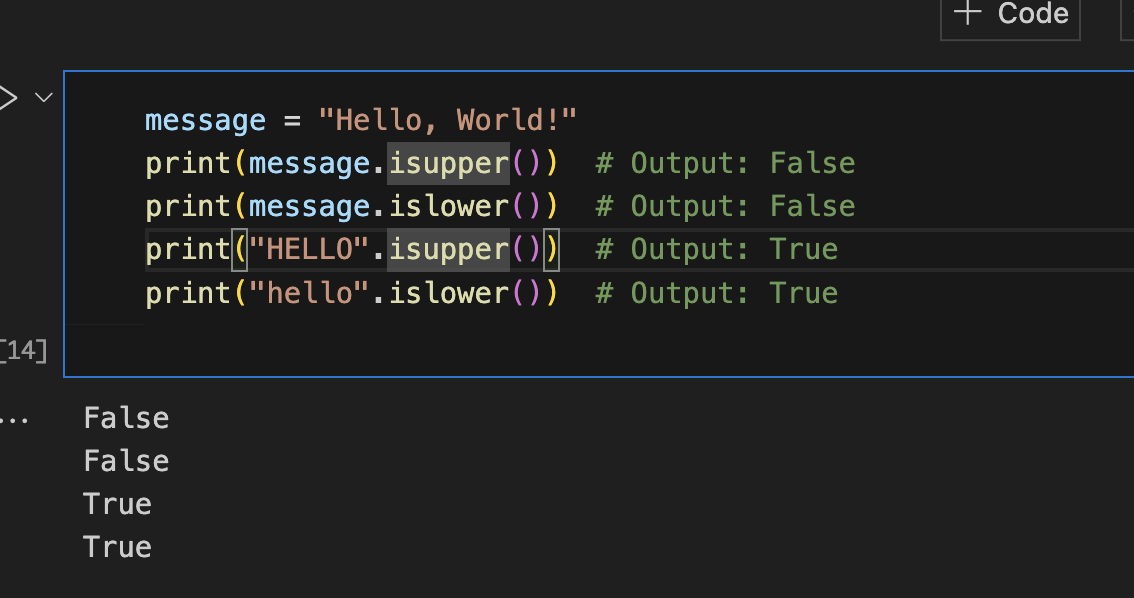 + Code
message = "Hello, World!"
print(message.isupper())  # Output: False
print(message.islower())  # Output: False
print("HELLO".isupper())  # Output: True
print("hello".islower())  # Output: True
[14]
... False
False
True
True